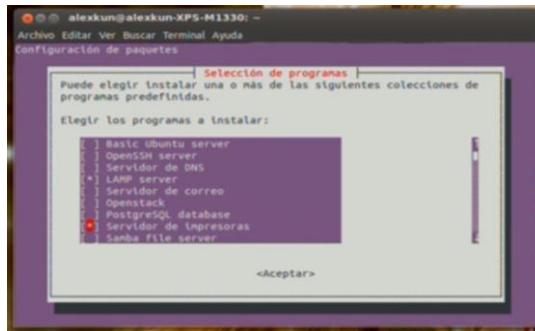 alexkun@alexkun-XPS-M1330: ~
Archivo Editar Ver Buscar Terminal Ayuda
Configuración de paquetes
Selección de programas
Puede elegir instalar una o más de las siguientes colecciones de
programas predefinidas.
Elegir los programas a instalar:
[ ] Basic Ubuntu server
[ ] OpenSSH server
[ ] Servidor de DNS
[*] LAMP server
[ ] Servidor de correo
[ ] Openstack
[ ] PostgreSQL database
[*] Servidor de impresoras
[ ] Samba file server
<Aceptar>